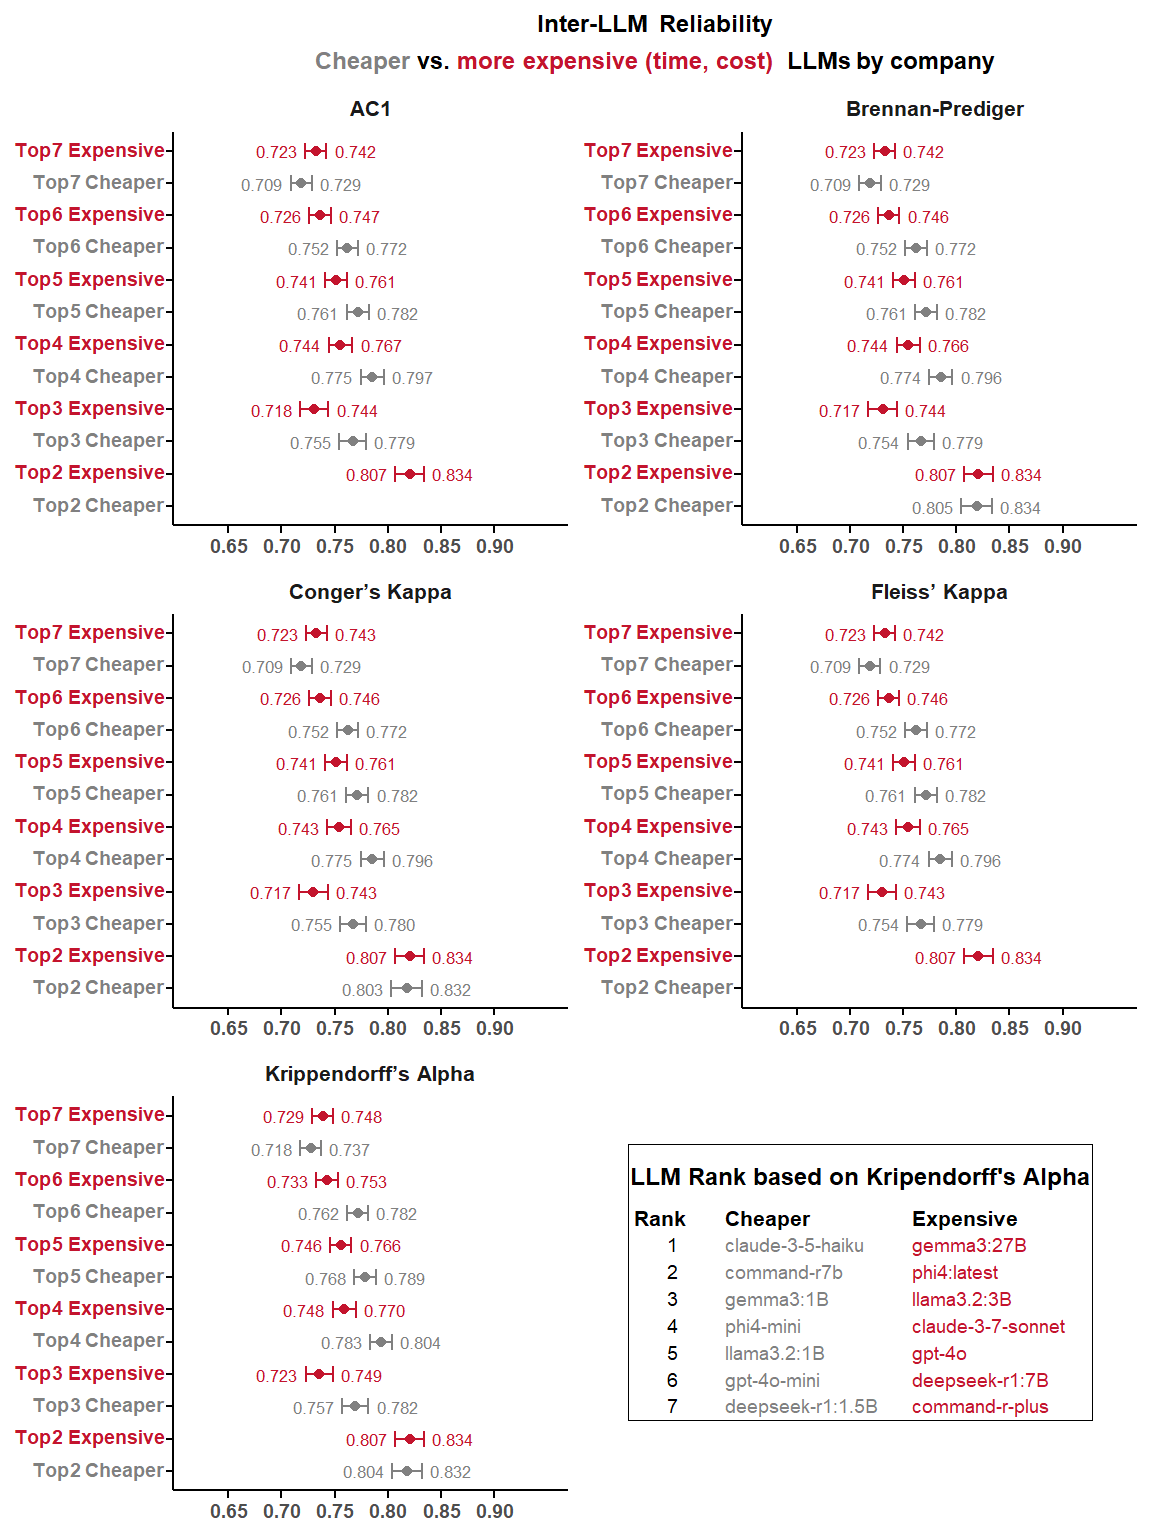 Inter-LLM Reliability
Cheaper vs. more expensive (time, cost) LLMs by company
AC1
Top7 Expensive 0.723 0.742
Top7 Cheaper 0.709 0.729
Top6 Expensive 0.726 0.747
Top6 Cheaper 0.752 0.772
Top5 Expensive 0.741 0.761
Top5 Cheaper 0.761 0.782
Top4 Expensive 0.744 0.767
Top4 Cheaper 0.775 0.797
Top3 Expensive 0.718 0.744
Top3 Cheaper 0.755 0.779
Top2 Expensive 0.807 0.834
Top2 Cheaper
0.65 0.70 0.75 0.80 0.85 0.90
Brennan-Prediger
Top7 Expensive 0.723 0.742
Top7 Cheaper 0.709 0.729
Top6 Expensive 0.726 0.746
Top6 Cheaper 0.752 0.772
Top5 Expensive 0.741 0.761
Top5 Cheaper 0.761 0.782
Top4 Expensive 0.744 0.766
Top4 Cheaper 0.774 0.796
Top3 Expensive 0.717 0.744
Top3 Cheaper 0.754 0.779
Top2 Expensive 0.807 0.834
Top2 Cheaper 0.805 0.834
0.65 0.70 0.75 0.80 0.85 0.90
Conger’s Kappa
Top7 Expensive 0.723 0.743
Top7 Cheaper 0.709 0.729
Top6 Expensive 0.726 0.746
Top6 Cheaper 0.752 0.772
Top5 Expensive 0.741 0.761
Top5 Cheaper 0.761 0.782
Top4 Expensive 0.743 0.765
Top4 Cheaper 0.775 0.796
Top3 Expensive 0.717 0.743
Top3 Cheaper 0.755 0.780
Top2 Expensive 0.807 0.834
Top2 Cheaper 0.803 0.832
0.65 0.70 0.75 0.80 0.85 0.90
Fleiss’ Kappa
Top7 Expensive 0.723 0.742
Top7 Cheaper 0.709 0.729
Top6 Expensive 0.726 0.746
Top6 Cheaper 0.752 0.772
Top5 Expensive 0.741 0.761
Top5 Cheaper 0.761 0.782
Top4 Expensive 0.743 0.765
Top4 Cheaper 0.774 0.796
Top3 Expensive 0.717 0.743
Top3 Cheaper 0.754 0.779
Top2 Expensive 0.807 0.834
Top2 Cheaper
0.65 0.70 0.75 0.80 0.85 0.90
Krippendorff’s Alpha
Top7 Expensive 0.729 0.748
Top7 Cheaper 0.718 0.737
Top6 Expensive 0.733 0.753
Top6 Cheaper 0.762 0.782
Top5 Expensive 0.746 0.766
Top5 Cheaper 0.768 0.789
Top4 Expensive 0.748 0.770
Top4 Cheaper 0.783 0.804
Top3 Expensive 0.723 0.749
Top3 Cheaper 0.757 0.782
Top2 Expensive 0.807 0.834
Top2 Cheaper 0.804 0.832
0.65 0.70 0.75 0.80 0.85 0.90
LLM Rank based on Kripendorff's Alpha
Rank Cheaper Expensive
1 claude-3-5-haiku gemma3:27B
2 command-r7b phi4:latest
3 gemma3:1B llama3.2:3B
4 phi4-mini claude-3-7-sonnet
5 llama3.2:1B gpt-4o
6 gpt-4o-mini deepseek-r1:7B
7 deepseek-r1:1.5B command-r-plus